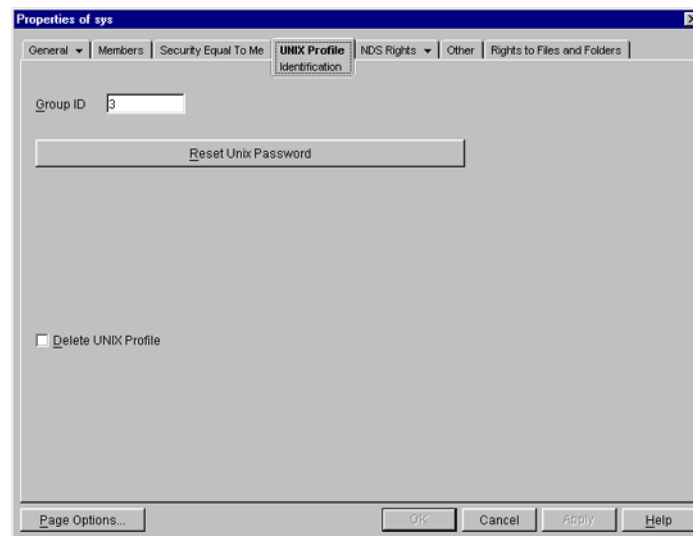 Properties of sys
General Members Security Equal To Me UNIX Profile NDS Rights Other Rights to Files and Folders
Identification
Group ID 3
Reset Unix Password
Delete UNIX Profile
Page Options... OK Cancel Apply Help